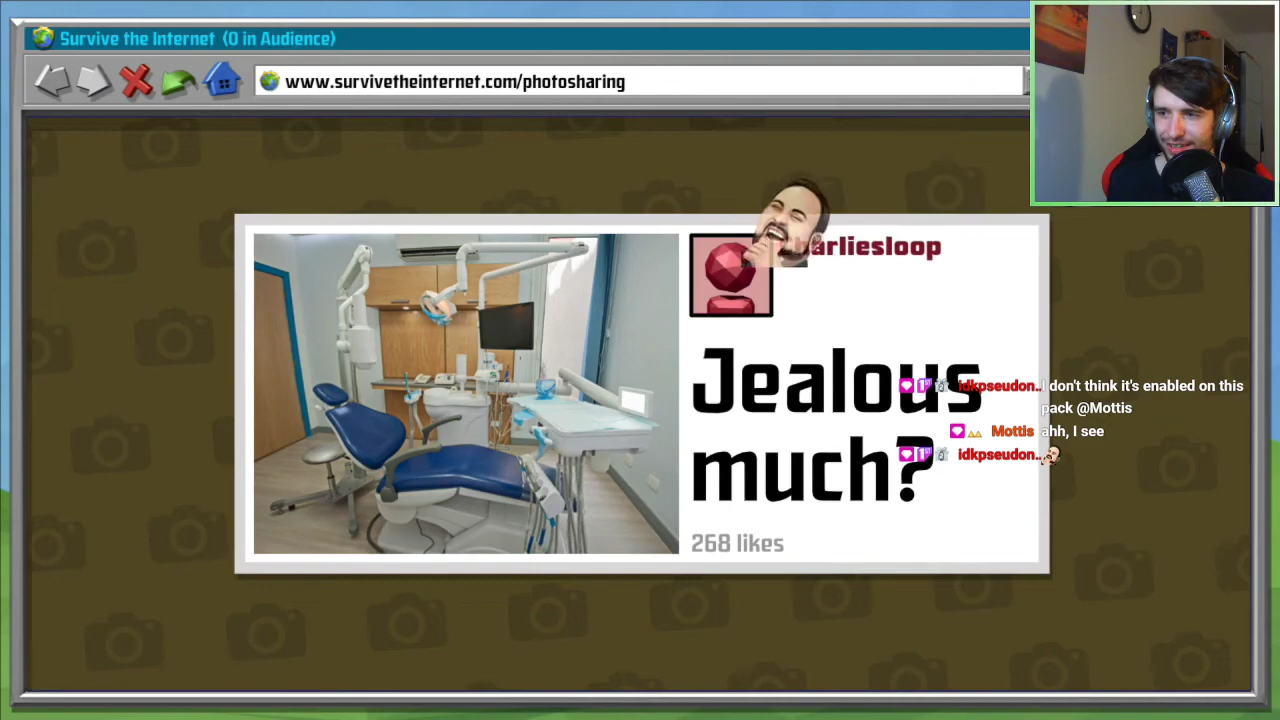 Survive the Internet (0 in Audience)
www.survivetheinternet.com/photosharing
charliesloop
Jealous
much?
268 likes
idkpseudon.. I don't think it's enabled on this
pack @Mottis
Mottis ahh, I see
idkpseudon..